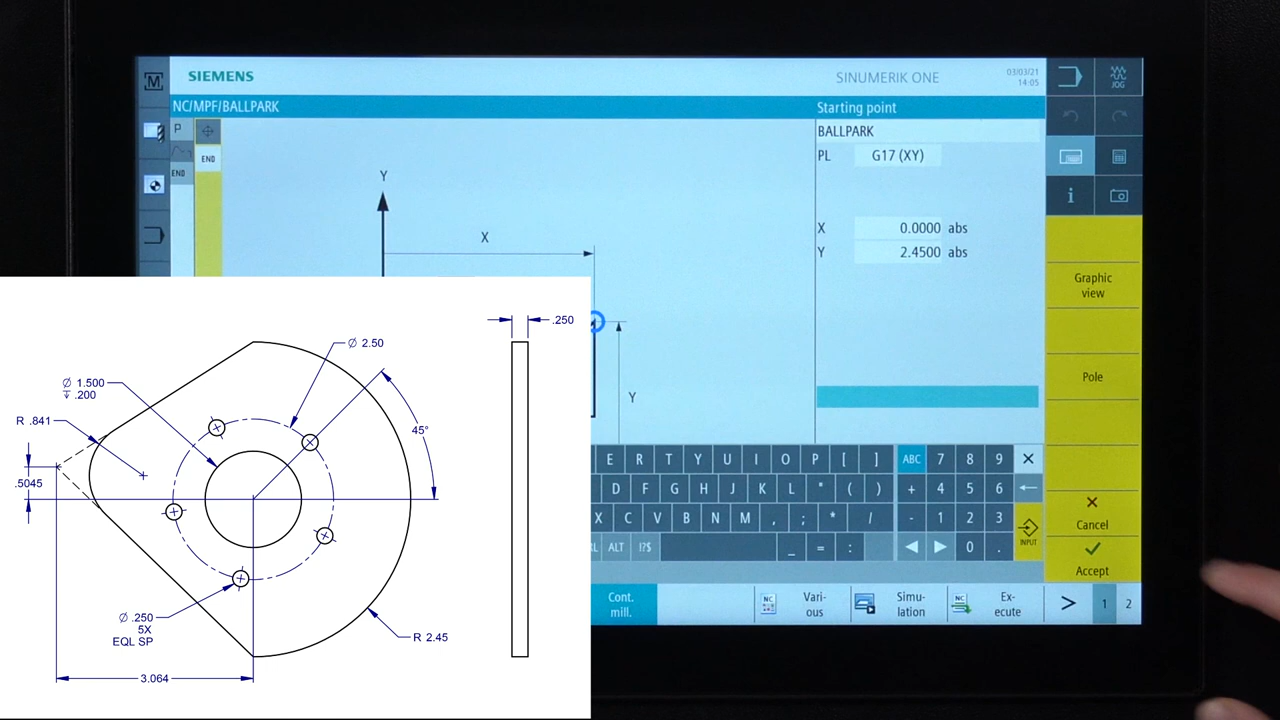 SIEMENS
SINUMERIK ONE
03/03/21
14:05
M
JOG
NC/MPF/BALLPARK
Starting point
P
END
END
BALLPARK
PL G17 (XY)
X 0.0000 abs
Y 2.4500 abs
Y
X
Y
i
Graphic
view
Pole
Cancel
Accept
E R T Y U I O P [ ] ABC 7 8 9
D F G H J K L " ( ) + 4 5 6
X C V B N M , ; * / - 1 2 3
ALT !?$ _ = : 0 .
INPUT
Cont.
mill.
NC
Vari-
ous
Simu-
lation
NC
Ex-
ecute
> 1 2
.250
Ø 2.50
Ø 1.500
↧ .200
R .841
45°
.5045
Ø .250
5X
EQL SP
R 2.45
3.064